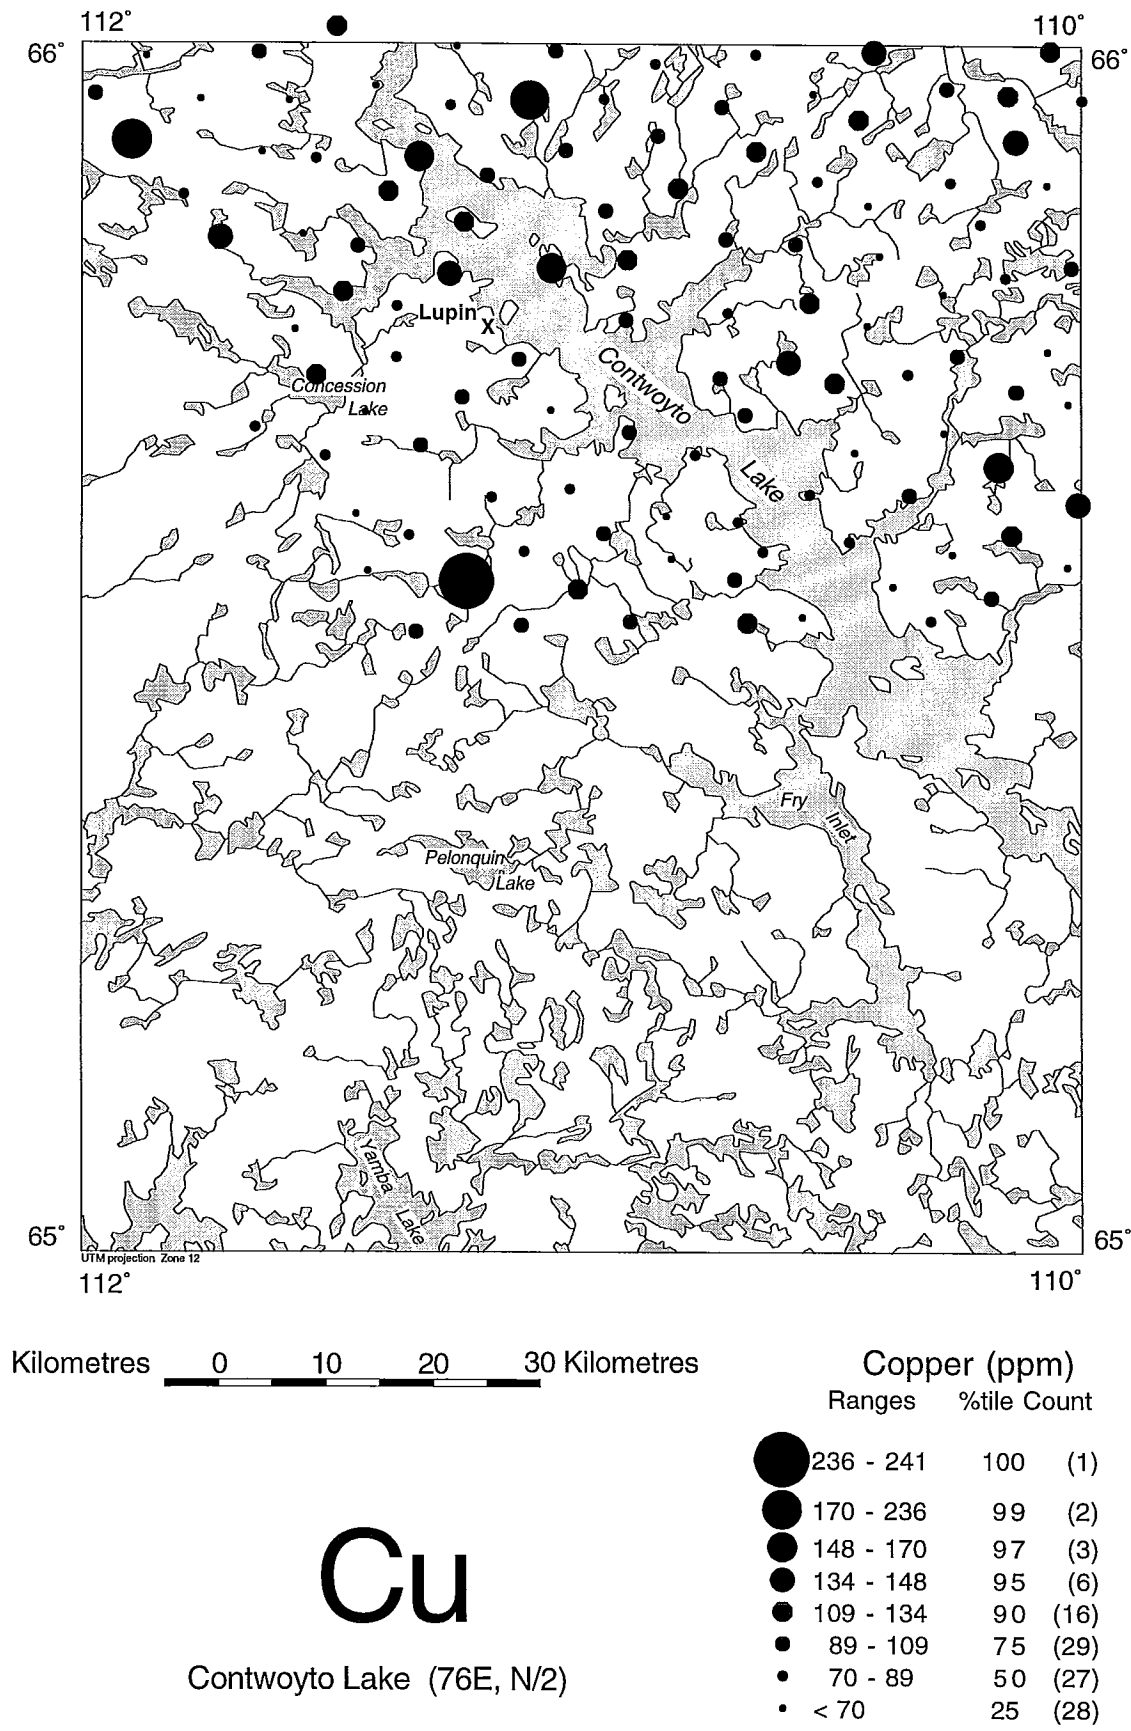 112° 110°
66° 66°
Lupin X
Contwoyto
Lake
Concession
Lake
Fry
Inlet
Pelonquin
Lake
Yamba
Lake
65° 65°
UTM projection Zone 12
112° 110°
Kilometres 0 10 20 30 Kilometres
Copper (ppm)
Ranges %tile Count
236 - 241 100 (1)
170 - 236 99 (2)
148 - 170 97 (3)
134 - 148 95 (6)
109 - 134 90 (16)
89 - 109 75 (29)
70 - 89 50 (27)
< 70 25 (28)
Cu
Contwoyto Lake (76E, N/2)